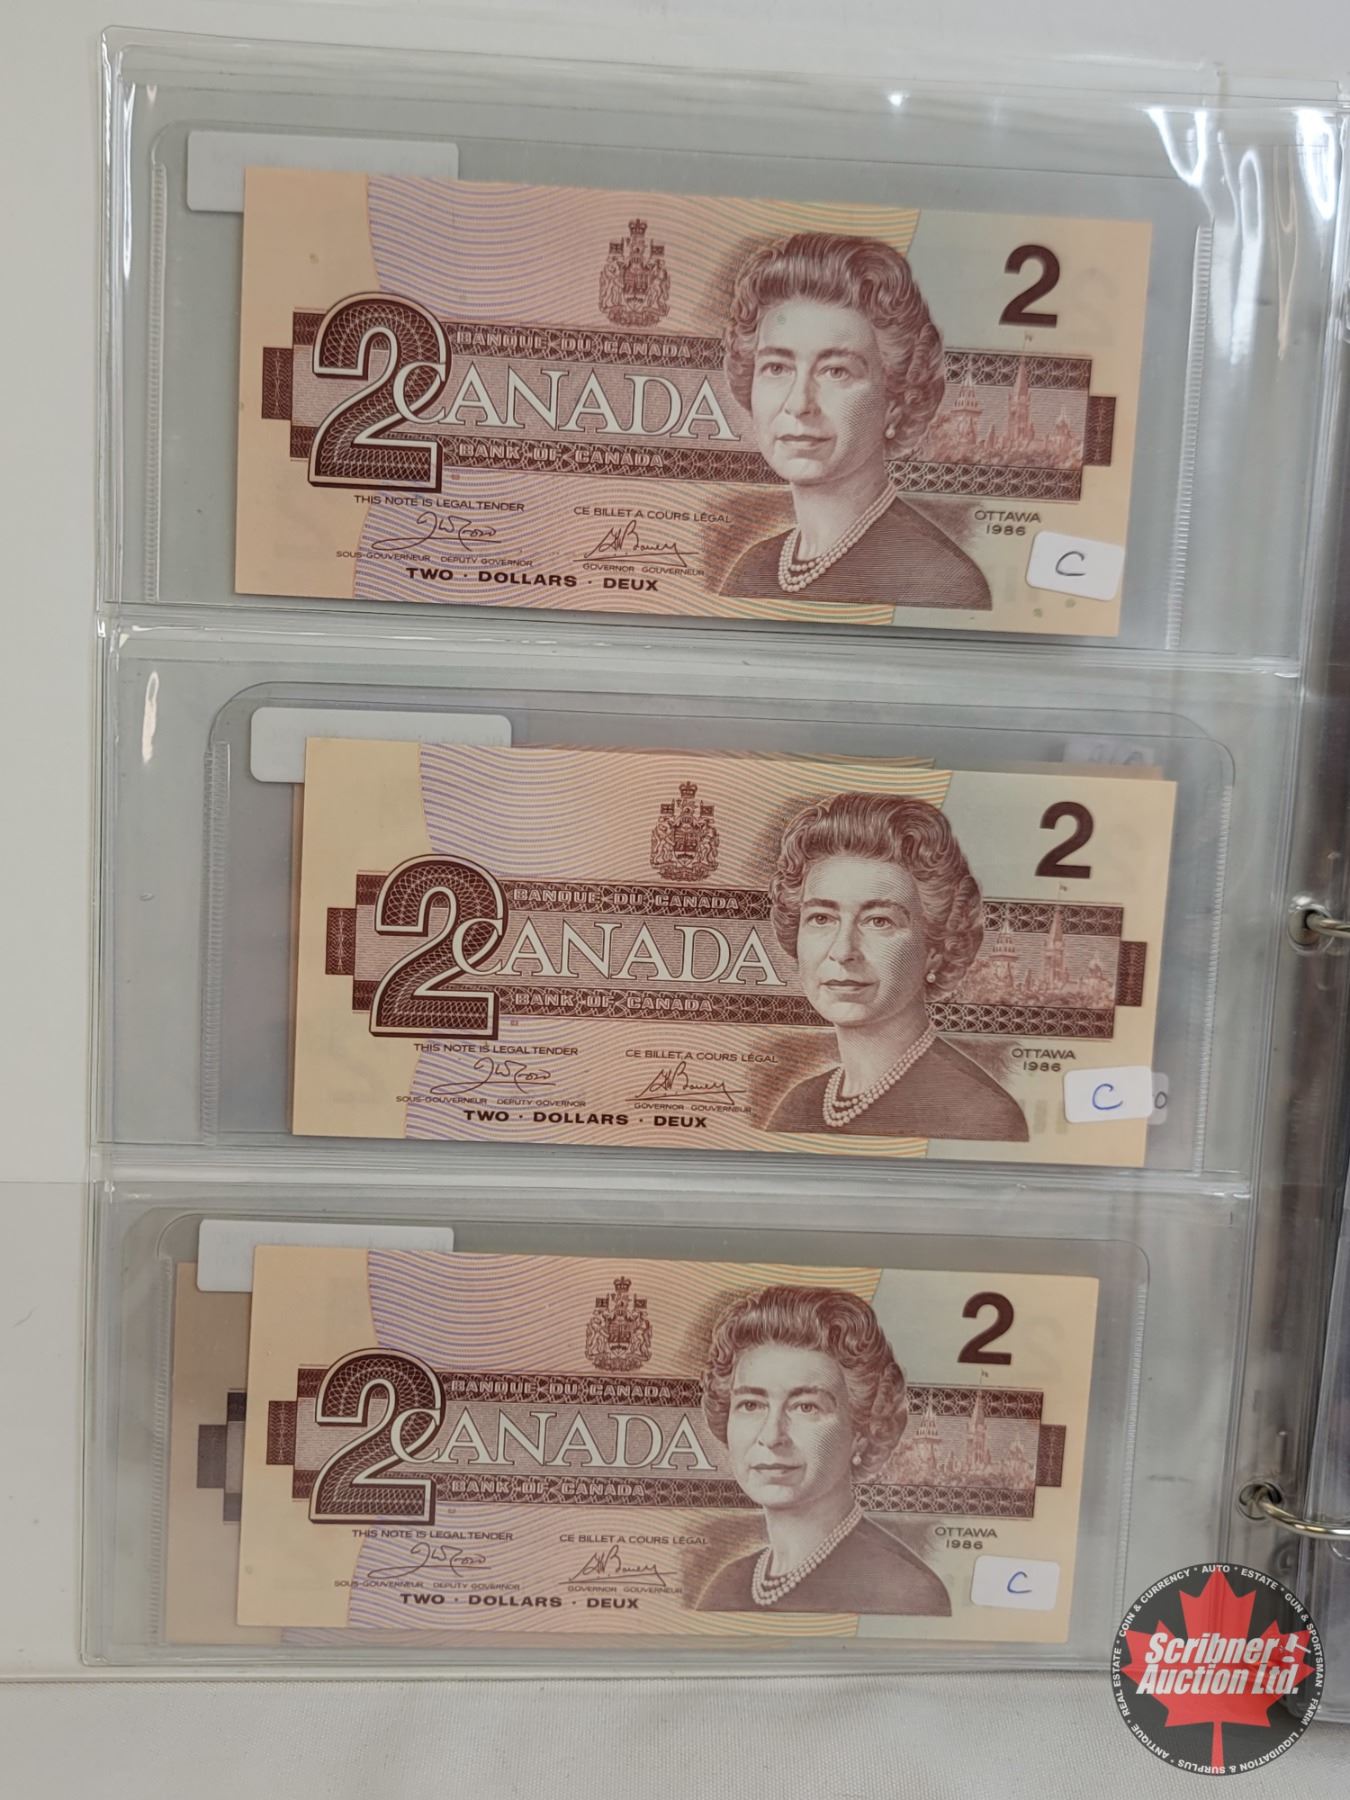 2
2
BANQUE DU CANADA
CANADA
BANK OF CANADA
THIS NOTE IS LEGAL TENDER
CE BILLET A COURS LÉGAL
OTTAWA
1986
SOUS-GOUVERNEUR DEPUTY GOVERNOR
GOVERNOR GOUVERNEUR
TWO · DOLLARS · DEUX
C
2
2
BANQUE DU CANADA
CANADA
BANK OF CANADA
THIS NOTE IS LEGAL TENDER
CE BILLET A COURS LÉGAL
OTTAWA
1986
SOUS-GOUVERNEUR DEPUTY GOVERNOR
GOVERNOR GOUVERNEUR
TWO · DOLLARS · DEUX
C
2
2
BANQUE DU CANADA
CANADA
BANK OF CANADA
THIS NOTE IS LEGAL TENDER
CE BILLET A COURS LÉGAL
OTTAWA
1986
SOUS-GOUVERNEUR DEPUTY GOVERNOR
GOVERNOR GOUVERNEUR
TWO · DOLLARS · DEUX
C
Scribner
Auction Ltd.
COIN & CURRENCY · AUTO · ESTATE · GUN & SPORTSMAN · FARM · LIQUIDATION & SURPLUS · ANTIQUE · REAL ESTATE ·